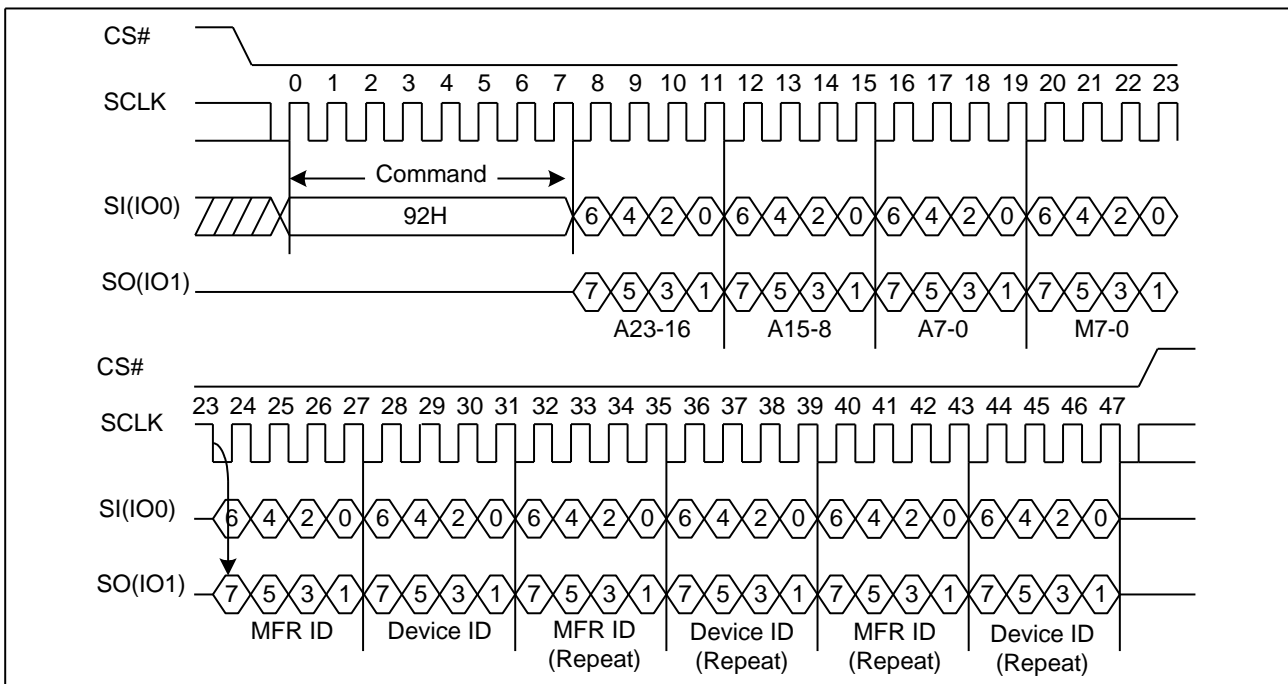 CS#
0 1 2 3 4 5 6 7 8 9 10 11 12 13 14 15 16 17 18 19 20 21 22 23
SCLK
Command
SI(IO0) 92H 6 4 2 0 6 4 2 0 6 4 2 0 6 4 2 0
SO(IO1) 7 5 3 1 7 5 3 1 7 5 3 1 7 5 3 1
A23-16 A15-8 A7-0 M7-0
CS#
23 24 25 26 27 28 29 30 31 32 33 34 35 36 37 38 39 40 41 42 43 44 45 46 47
SCLK
SI(IO0) 6 4 2 0 6 4 2 0 6 4 2 0 6 4 2 0 6 4 2 0 6 4 2 0
SO(IO1) 7 5 3 1 7 5 3 1 7 5 3 1 7 5 3 1 7 5 3 1 7 5 3 1
MFR ID Device ID MFR ID Device ID MFR ID Device ID
(Repeat) (Repeat) (Repeat) (Repeat)